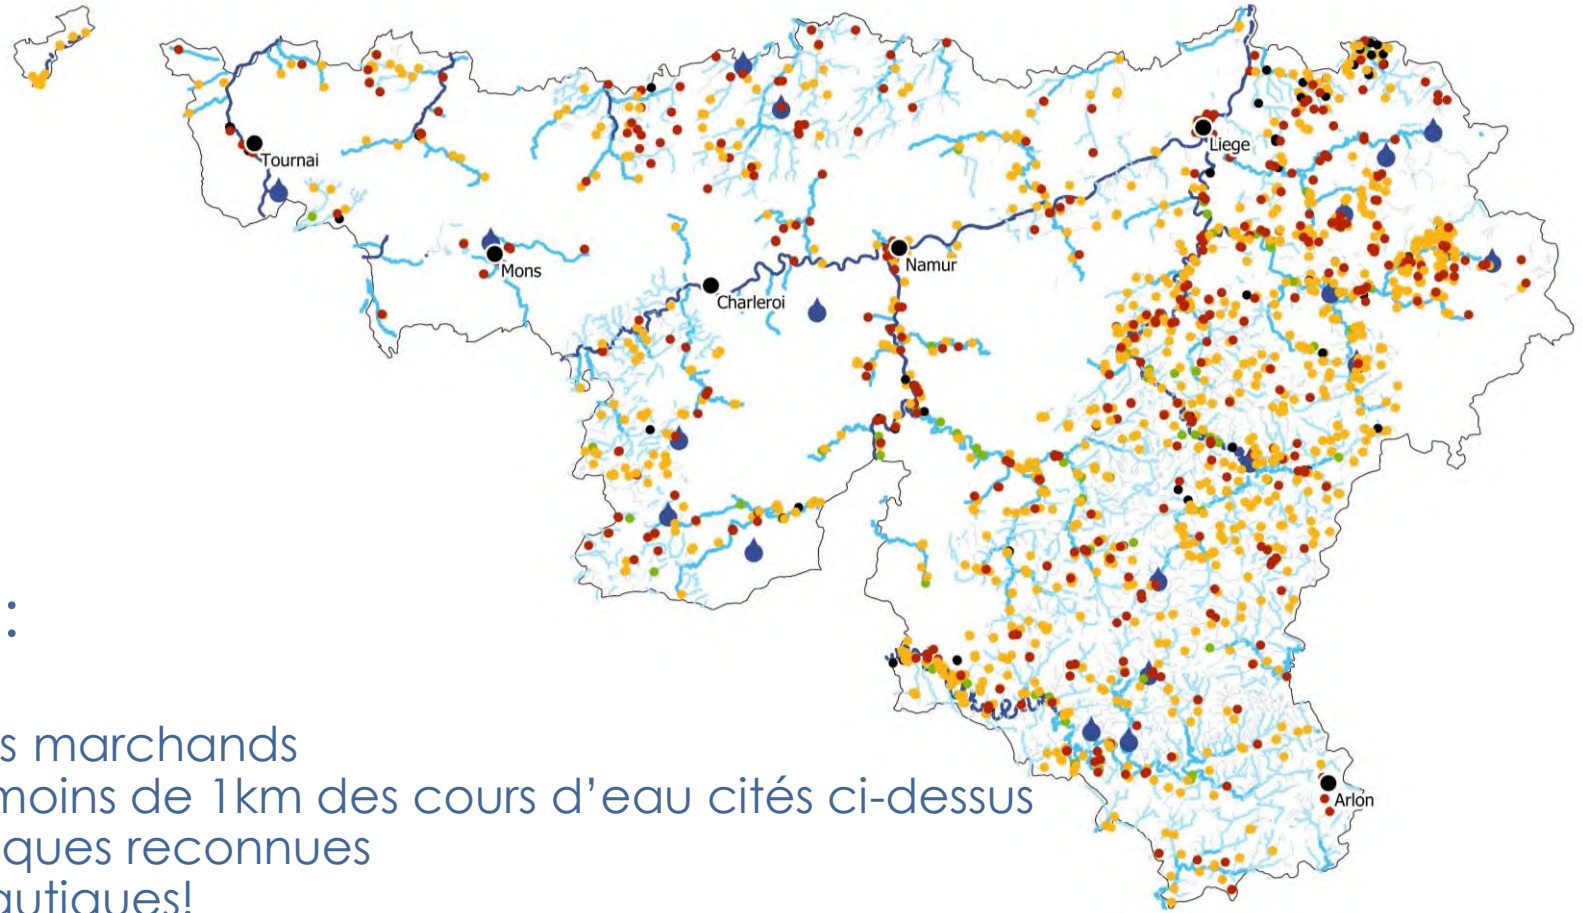 Tournai
Liege
Mons
Namur
Charleroi
:
s marchands
Arlon
moins de 1km des cours d’eau cités ci-dessus
ques reconnues
autiques!